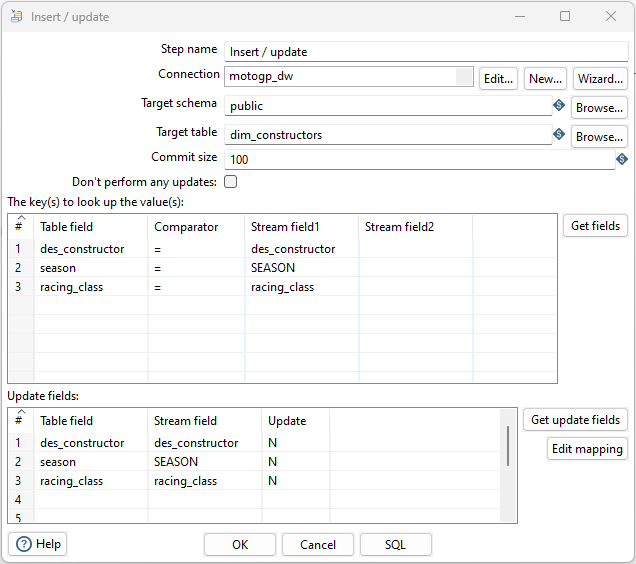 Insert / update
Step name Insert / update
Connection motogp_dw Edit... New... Wizard...
Target schema public Browse...
Target table dim_constructors Browse...
Commit size 100
Don't perform any updates:
The key(s) to look up the value(s):
# Table field Comparator Stream field1 Stream field2 Get fields
1 des_constructor = des_constructor
2 season = SEASON
3 racing_class = racing_class
Update fields:
# Table field Stream field Update Get update fields
1 des_constructor des_constructor N Edit mapping
2 season SEASON N
3 racing_class racing_class N
4
5
Help OK Cancel SQL